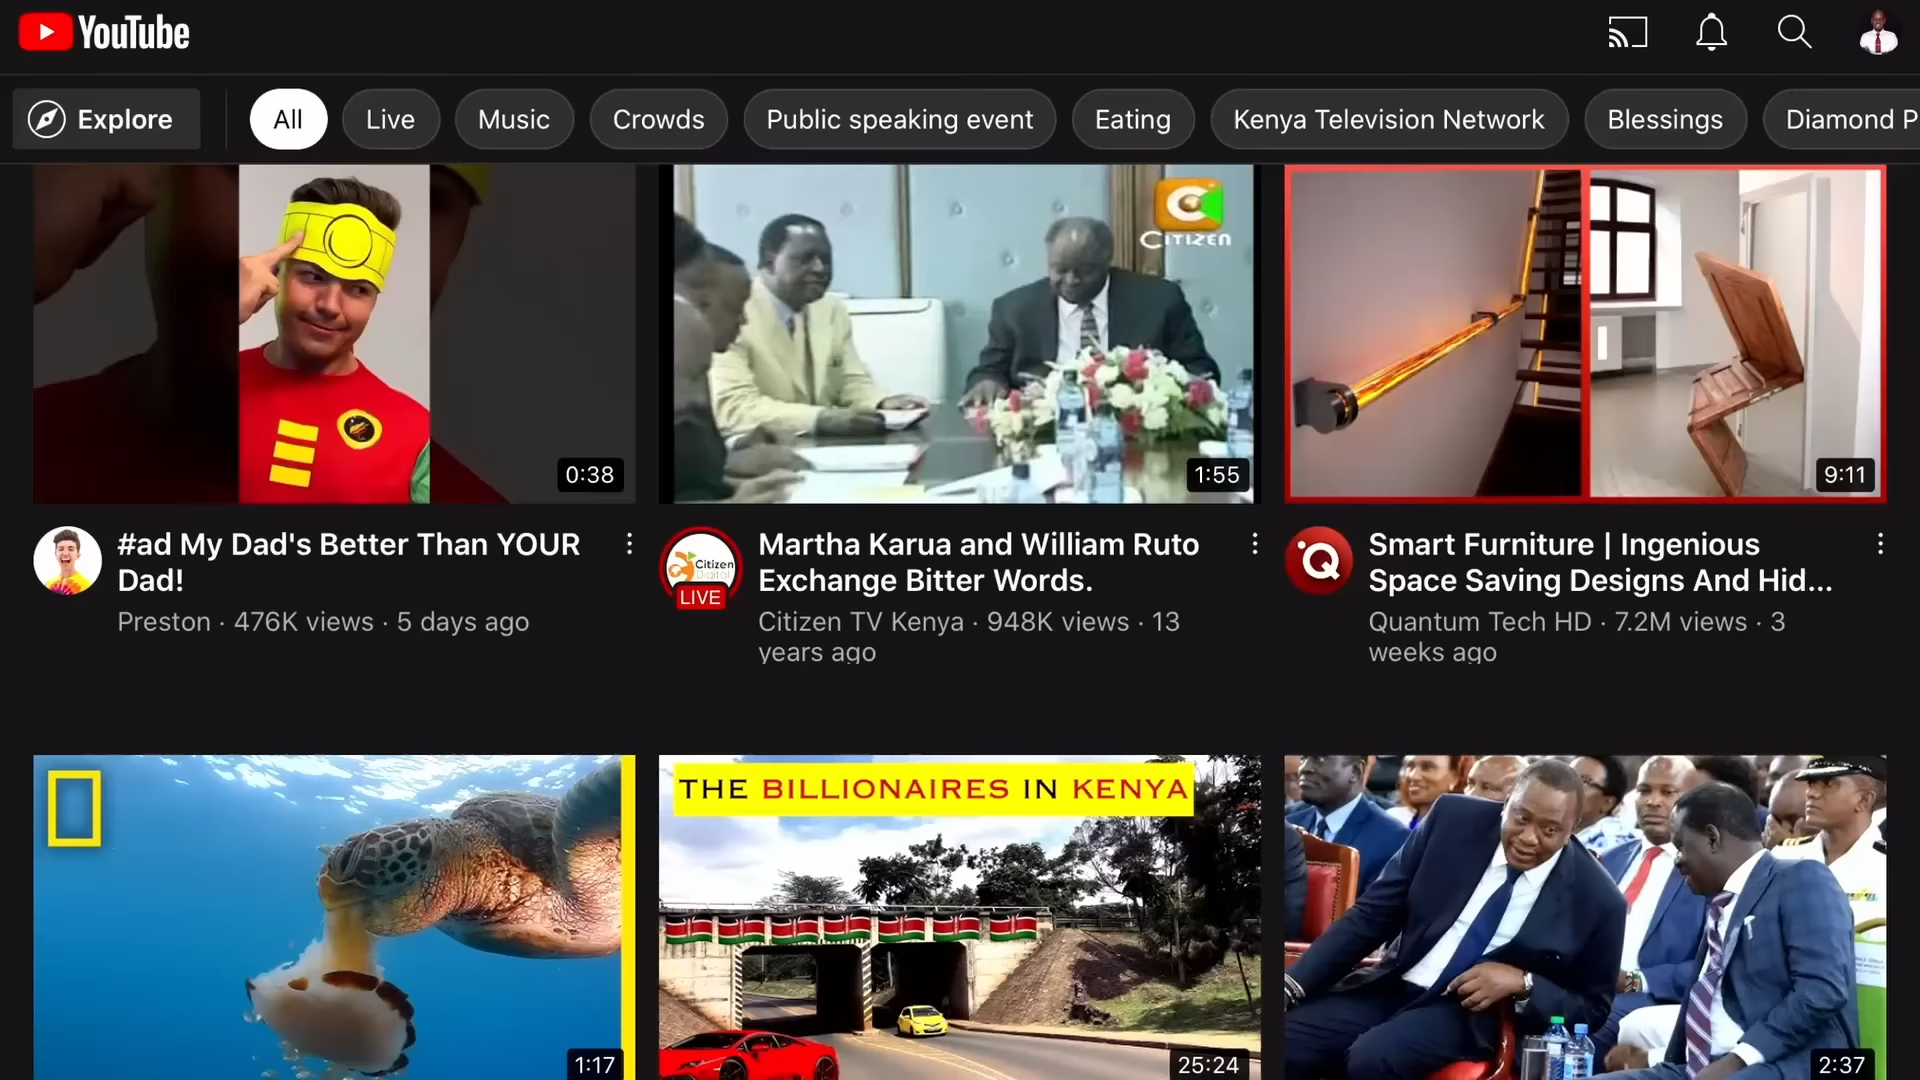 YouTube
Explore
All
Live
Music
Crowds
Public speaking event
Eating
Kenya Television Network
Blessings
Diamond P
CITIZEN
0:38
1:55
9:11
#ad My Dad's Better Than YOUR
Dad!
Preston · 476K views · 5 days ago
Citizen
Digital
LIVE
Martha Karua and William Ruto
Exchange Bitter Words.
Citizen TV Kenya · 948K views · 13
years ago
Q
Smart Furniture | Ingenious
Space Saving Designs And Hid...
Quantum Tech HD · 7.2M views · 3
weeks ago
THE BILLIONAIRES IN KENYA
1:17
25:24
2:37